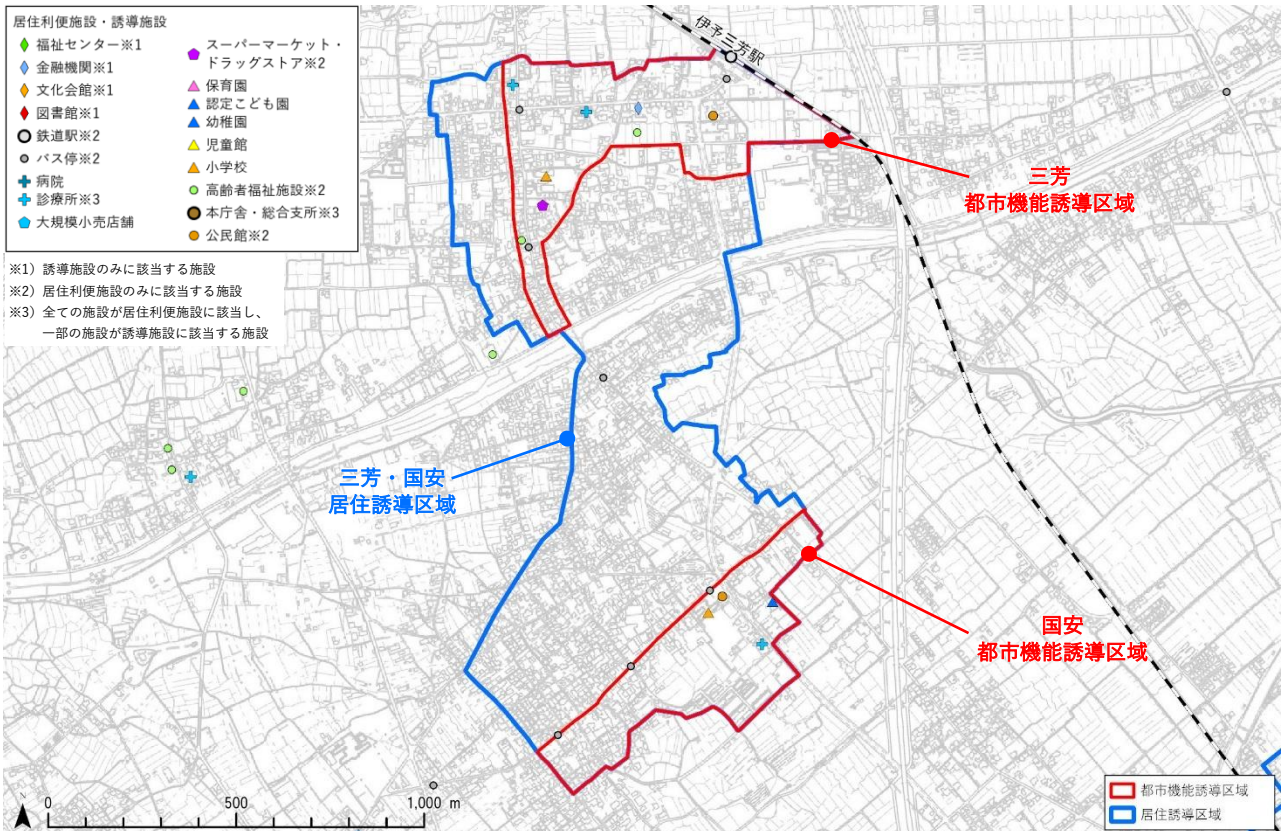 居住利便施設・誘導施設
福祉センター※1
金融機関※1
文化会館※1
図書館※1
鉄道駅※2
バス停※2
病院
診療所※3
大規模小売店舗
スーパーマーケット・
ドラッグストア※2
保育園
認定こども園
幼稚園
児童館
小学校
高齢者福祉施設※2
本庁舎・総合支所※3
公民館※2
※1）誘導施設のみに該当する施設
※2）居住利便施設のみに該当する施設
※3）全ての施設が居住利便施設に該当し、
一部の施設が誘導施設に該当する施設
伊予三芳駅
三芳
都市機能誘導区域
三芳・国安
居住誘導区域
国安
都市機能誘導区域
N
0 500 1,000 m
都市機能誘導区域
居住誘導区域